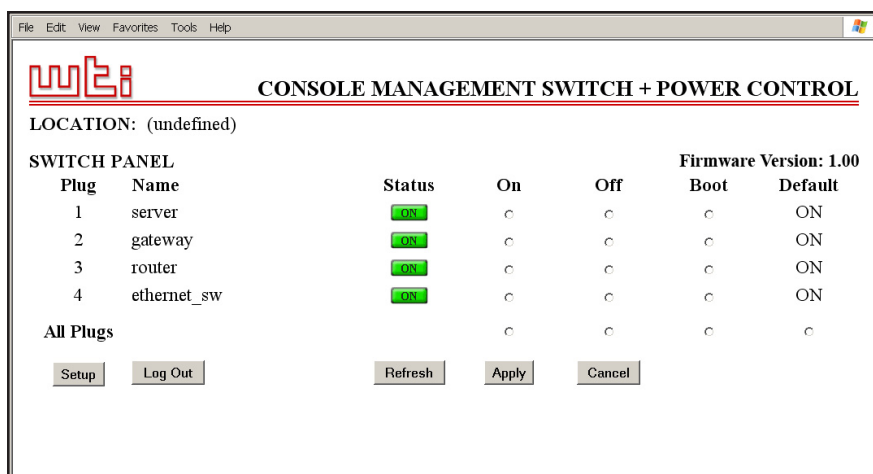 File Edit View Favorites Tools Help
wti
CONSOLE MANAGEMENT SWITCH + POWER CONTROL
LOCATION: (undefined)
SWITCH PANEL Firmware Version: 1.00
Plug Name Status On Off Boot Default
1 server ON ON
2 gateway ON ON
3 router ON ON
4 ethernet_sw ON ON
All Plugs
Setup Log Out Refresh Apply Cancel